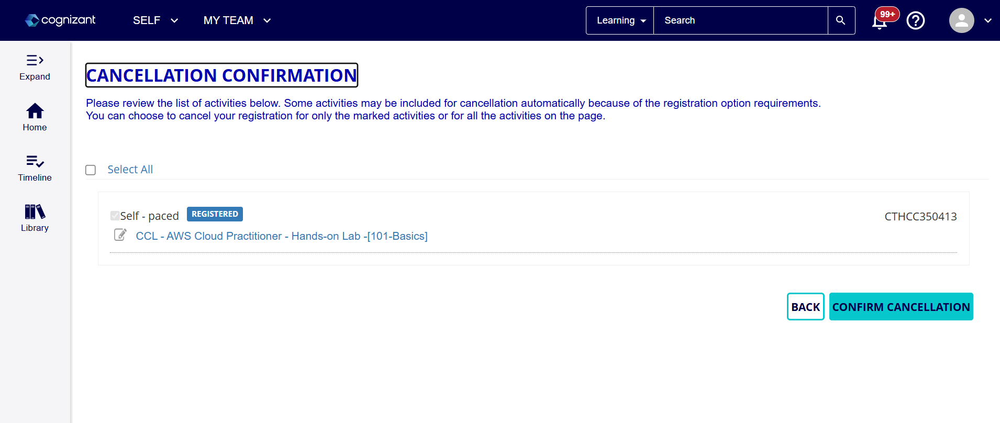 cognizant
SELF
MY TEAM
Learning
Search
99+
Expand
Home
Timeline
Library
CANCELLATION CONFIRMATION
Please review the list of activities below. Some activities may be included for cancellation automatically because of the registration option requirements.
You can choose to cancel your registration for only the marked activities or for all the activities on the page.
Select All
Self - paced REGISTERED CTHCC350413
CCL - AWS Cloud Practitioner - Hands-on Lab -[101-Basics]
BACK
CONFIRM CANCELLATION